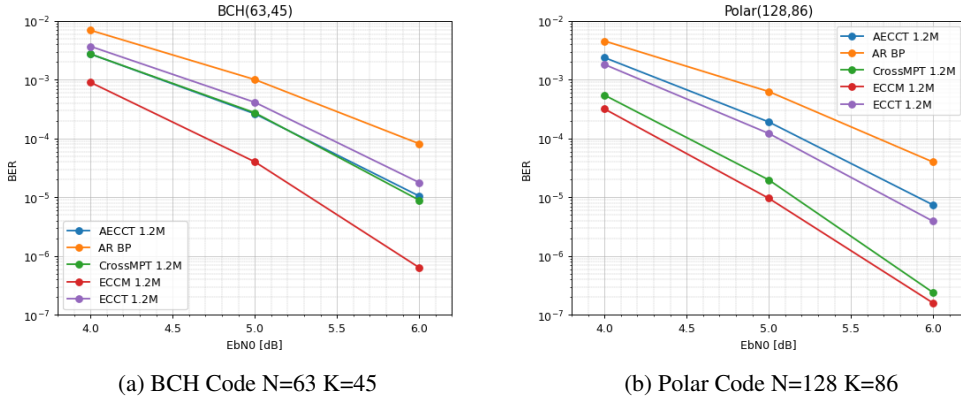 BCH(63,45)
10⁻²
10⁻³
10⁻⁴
10⁻⁵
10⁻⁶
10⁻⁷
BER
AECCT 1.2M
AR BP
CrossMPT 1.2M
ECCM 1.2M
ECCT 1.2M
4.0 4.5 5.0 5.5 6.0
EbN0 [dB]
(a) BCH Code N=63 K=45
Polar(128,86)
10⁻²
10⁻³
10⁻⁴
10⁻⁵
10⁻⁶
10⁻⁷
BER
AECCT 1.2M
AR BP
CrossMPT 1.2M
ECCM 1.2M
ECCT 1.2M
4.0 4.5 5.0 5.5 6.0
EbN0 [dB]
(b) Polar Code N=128 K=86